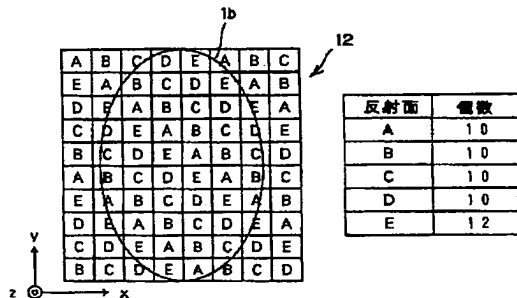 1b
12
A B C D E A B C
E A B C D E A B
D E A B C D E A
C D E A B C D E
B C D E A B C D
A B C D E A B C
E A B C D E A B
D E A B C D E A
C D E A B C D E
B C D E A B C D
y
z
x
反射面 個数
A 10
B 10
C 10
D 10
E 12